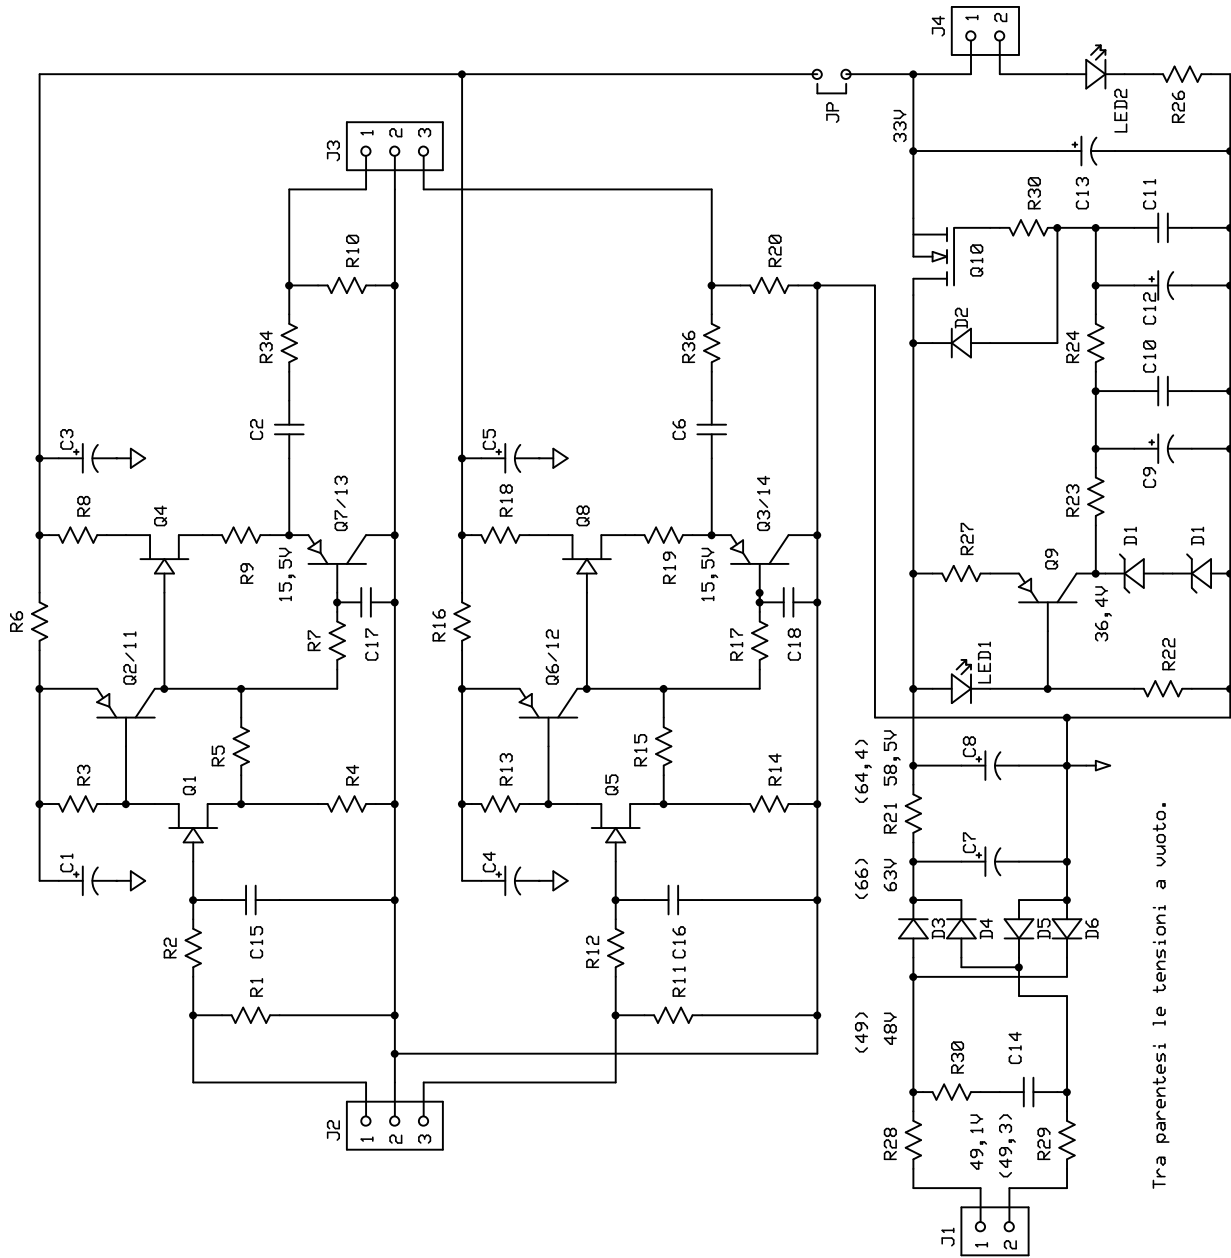 R6
C3
R8
Q4
Q2/11
R3
C1
Q1
R5
R4
R9
15,5V
Q7/13
R7
C17
C2
R34
R10
J3
1
2
3
R2
C15
R1
J2
1
2
3
R16
C5
R18
Q8
Q6/12
R13
C4
Q5
R15
R14
R19
15,5V
Q3/14
R17
C18
C6
R36
R20
R12
C16
R11
JP
J4
1
2
LED2
R26
33V
C13
R30
C11
Q10
D2
R24
C12
C10
R23
C9
R27
Q9
D1
D1
36,4V
LED1
R22
(64,4)
58,5V
C8
R21
(66)
63V
C7
D3
D4
D5
D6
(49)
48V
R30
C14
R28
49,1V
(49,3)
R29
J1
1
2
Tra parentesi le tensioni a vuoto.